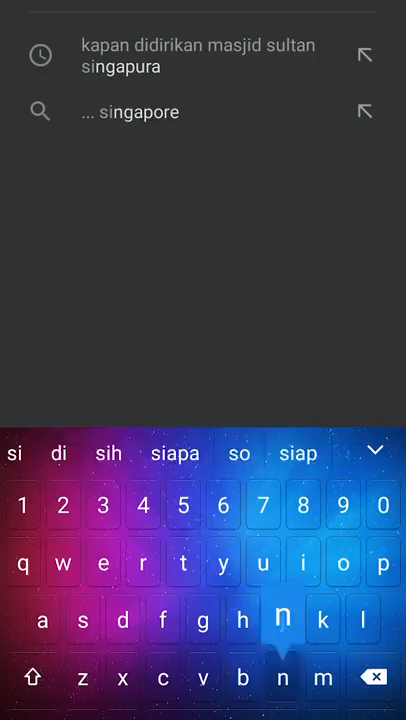 kapan didirikan masjid sultan
singapura
... singapore
si di sih siapa so siap
1 2 3 4 5 6 7 8 9 0
q w e r t y u i o p
a s d f g h n k l
z x c v b n m